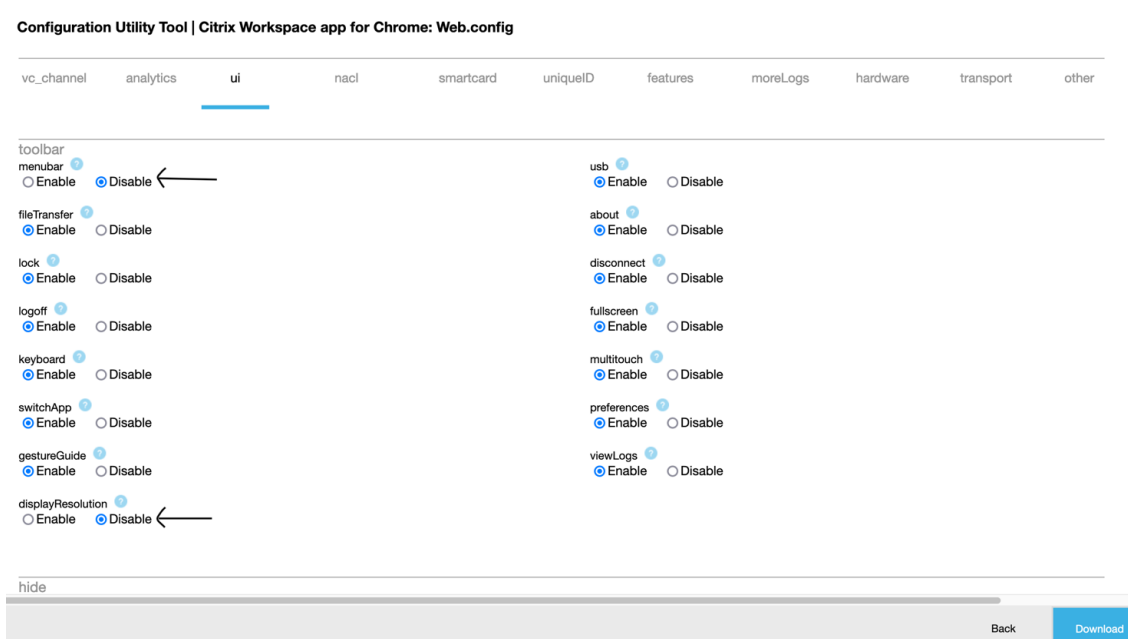 Configuration Utility Tool | Citrix Workspace app for Chrome: Web.config
vc_channel analytics ui nacl smartcard uniqueID features moreLogs hardware transport other
toolbar
menubar ?
Enable Disable
fileTransfer ?
Enable Disable
lock ?
Enable Disable
logoff ?
Enable Disable
keyboard ?
Enable Disable
switchApp ?
Enable Disable
gestureGuide ?
Enable Disable
displayResolution ?
Enable Disable
usb ?
Enable Disable
about ?
Enable Disable
disconnect ?
Enable Disable
fullscreen ?
Enable Disable
multitouch ?
Enable Disable
preferences ?
Enable Disable
viewLogs ?
Enable Disable
hide
Back Download